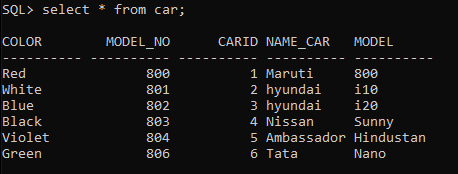 SQL> select * from car;
COLOR MODEL_NO CARID NAME_CAR MODEL
---------- ---------- ---------- ---------- ----------
Red 800 1 Maruti 800
White 801 2 hyundai i10
Blue 802 3 hyundai i20
Black 803 4 Nissan Sunny
Violet 804 5 Ambassador Hindustan
Green 806 6 Tata Nano